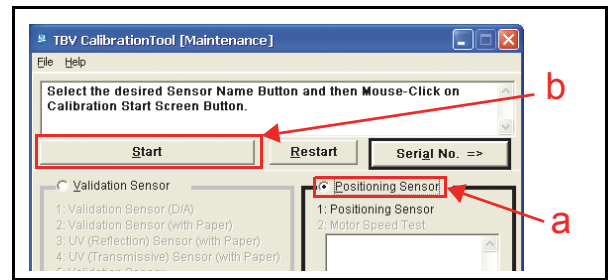 TBV CalibrationTool [Maintenance]
File Help
Select the desired Sensor Name Button and then Mouse-Click on
Calibration Start Screen Button.
b
Start Restart Serial No. =>
Validation Sensor Positioning Sensor
1: Validation Sensor (D/A) 1: Positioning Sensor
2: Validation Sensor (with Paper) 2: Motor Speed Test
a
3: UV (Reflection) Sensor (with Paper)
4: UV (Transmissive) Sensor (with Paper)